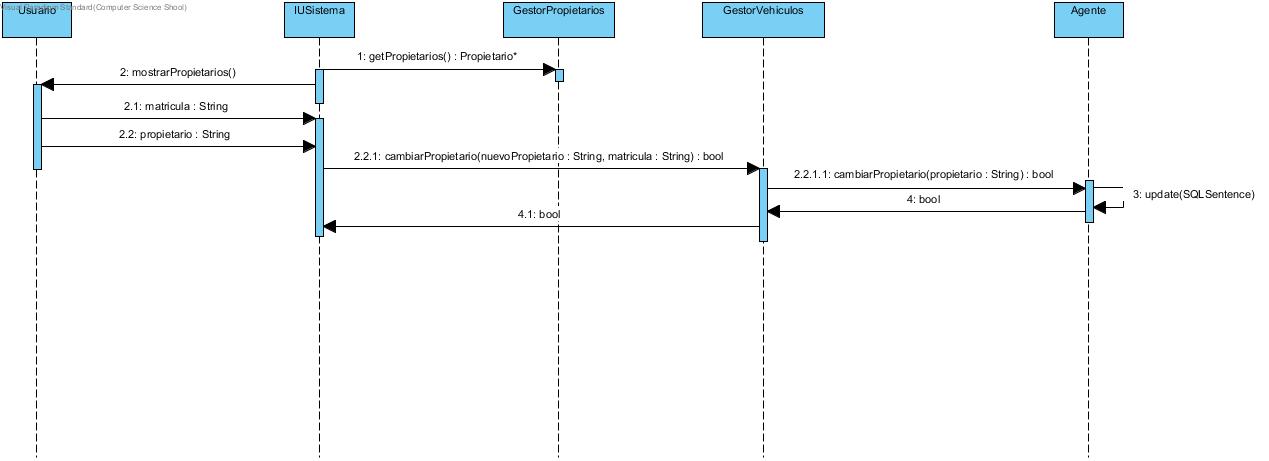 Visual Paradigm Standard(Computer Science Shool)
Usuario
IUSistema
GestorPropietarios
GestorVehiculos
Agente
1: getPropietarios() : Propietario*
2: mostrarPropietarios()
2.1: matricula : String
2.2: propietario : String
2.2.1: cambiarPropietario(nuevoPropietario : String, matricula : String) : bool
2.2.1.1: cambiarPropietario(propietario : String) : bool
3: update(SQLSentence)
4: bool
4.1: bool